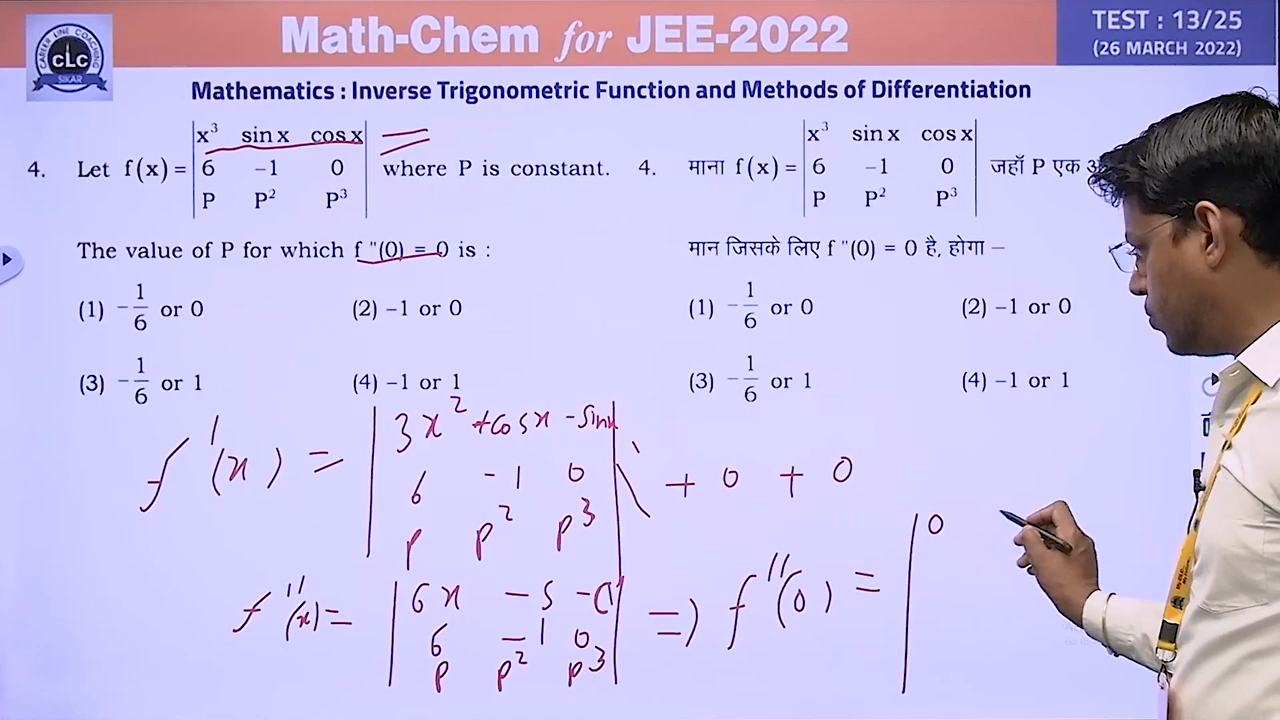 CAREER LINE COACHING
CLC
SIKAR
Math-Chem for JEE-2022
TEST : 13/25
(26 MARCH 2022)
Mathematics : Inverse Trigonometric Function and Methods of Differentiation
4. Let f(x) = | x³ sin x cos x |
| 6 -1 0 | where P is constant.
| P P² P³ |
The value of P for which f "(0) = 0 is :
(1) -1/6 or 0 (2) –1 or 0
(3) -1/6 or 1 (4) –1 or 1
4. माना f(x) = | x³ sin x cos x |
| 6 -1 0 | जहाँ P एक
| P P² P³ |
मान जिसके लिए f "(0) = 0 है, होगा –
(1) -1/6 or 0 (2) –1 or 0
(3) -1/6 or 1 (4) –1 or 1
f'(x) = | 3x² +cosx -sinx |
| 6 -1 0 | + 0 + 0
| P P² P³ |
f''(x) = | 6x -S -C |
| 6 -1 0 |
| P P² P³ |
=) f''(0) = | 0